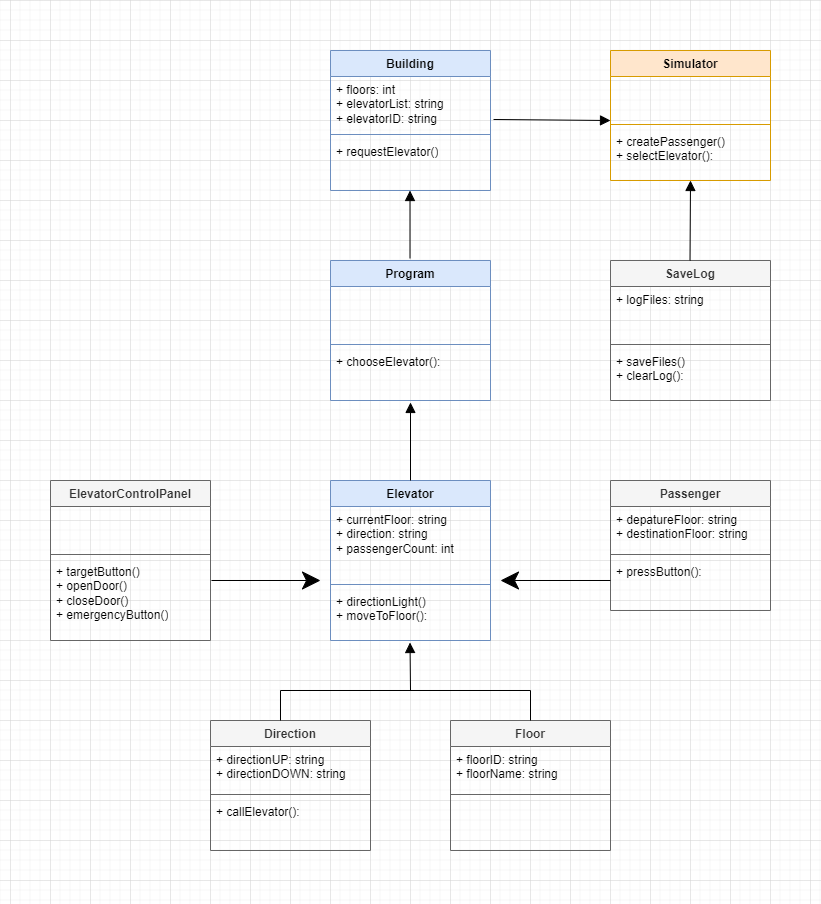 Building
+ floors: int
+ elevatorList: string
+ elevatorID: string
+ requestElevator()
Simulator
+ createPassenger()
+ selectElevator():
Program
+ chooseElevator():
SaveLog
+ logFiles: string
+ saveFiles()
+ clearLog():
ElevatorControlPanel
+ targetButton()
+ openDoor()
+ closeDoor()
+ emergencyButton()
Elevator
+ currentFloor: string
+ direction: string
+ passengerCount: int
+ directionLight()
+ moveToFloor():
Passenger
+ depatureFloor: string
+ destinationFloor: string
+ pressButton():
Direction
+ directionUP: string
+ directionDOWN: string
+ callElevator():
Floor
+ floorID: string
+ floorName: string